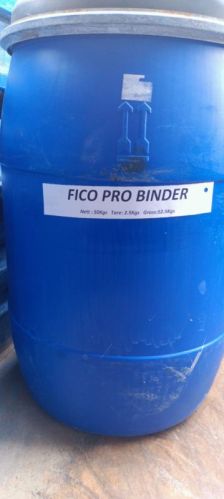 FICO PRO BINDER
Nett : 50Kgs Tare: 2.5Kgs Gross:52.5Kgs